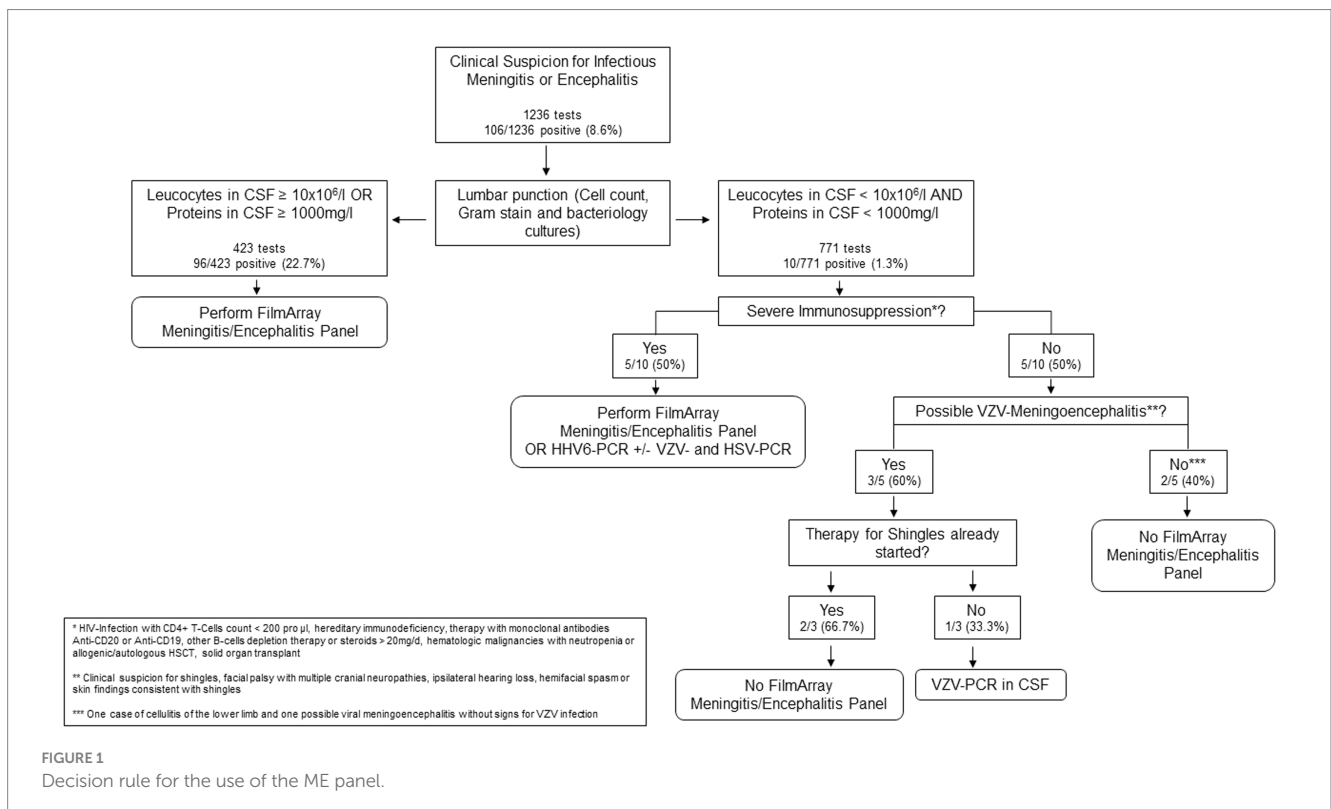 Clinical Suspicion for Infectious
Meningitis or Encephalitis
1236 tests
106/1236 positive (8.6%)
Leucocytes in CSF ≥ 10x10⁶/l OR
Proteins in CSF ≥ 1000mg/l
423 tests
96/423 positive (22.7%)
Lumbar punction (Cell count,
Gram stain and bacteriology
cultures)
Leucocytes in CSF < 10x10⁶/l AND
Proteins in CSF < 1000mg/l
771 tests
10/771 positive (1.3%)
Perform FilmArray
Meningitis/Encephalitis Panel
Severe Immunosuppression*?
Yes
5/10 (50%)
No
5/10 (50%)
Perform FilmArray
Meningitis/Encephalitis Panel
OR HHV6-PCR +/- VZV- and HSV-PCR
Possible VZV-Meningoencephalitis**?
Yes
3/5 (60%)
No***
2/5 (40%)
Therapy for Shingles already
started?
No FilmArray
Meningitis/Encephalitis
Panel
Yes
2/3 (66.7%)
No
1/3 (33.3%)
No FilmArray
Meningitis/Encephalitis Panel
VZV-PCR in CSF
* HIV-Infection with CD4+ T-Cells count < 200 pro µl, hereditary immunodeficiency, therapy with monoclonal antibodies
Anti-CD20 or Anti-CD19, other B-cells depletion therapy or steroids > 20mg/d, hematologic malignancies with neutropenia or
allogenic/autologous HSCT, solid organ transplant
** Clinical suspicion for shingles, facial palsy with multiple cranial neuropathies, ipsilateral hearing loss, hemifacial spasm or
skin findings consistent with shingles
*** One case of cellulitis of the lower limb and one possible viral meningoencephalitis without signs for VZV infection
FIGURE 1
Decision rule for the use of the ME panel.